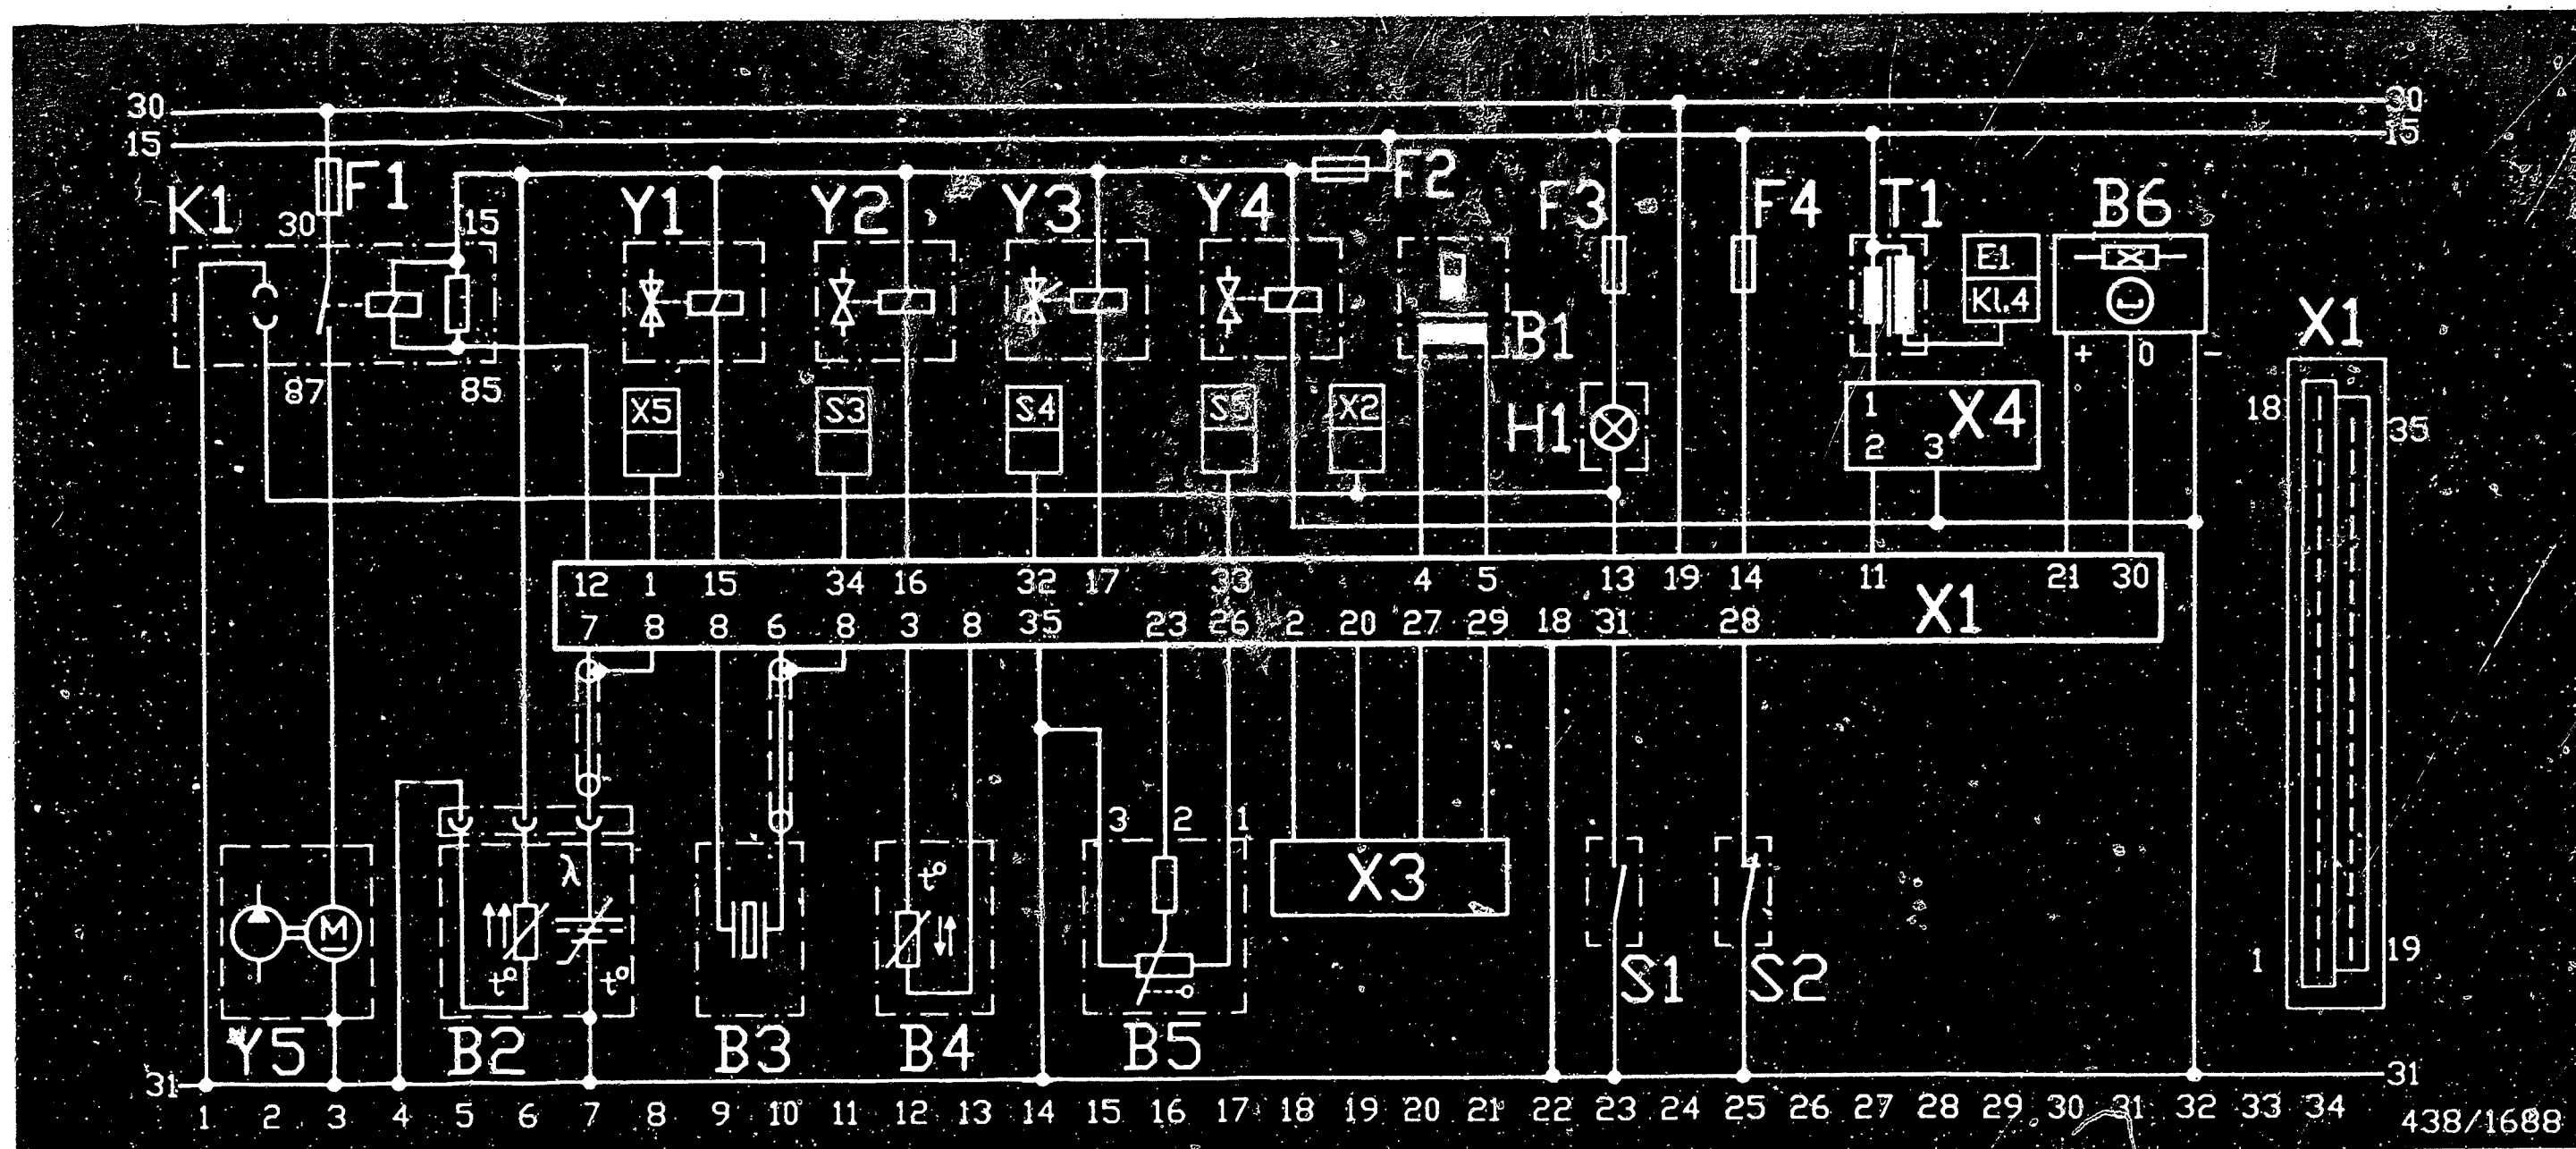 30 30
15 15
K1 F1 Y1 Y2 Y3 Y4 F2 F3 F4 T1 B6
30 15
E1
Kl.4
B1 X1
+ 0 -
87 85
X5 S3 S4 S5 X2 H1
1 X4
2 3
18 35
12 1 15 34 16 32 17 33 4 5 13 19 14 11 21 30
7 8 8 6 8 3 8 35 23 26 2 20 27 29 18 31 28 X1
3 2 1
λ t° X3
M
t° t°
1 19
S1 S2
Y5 B2 B3 B4 B5
31 31
1 2 3 4 5 6 7 8 9 10 11 12 13 14 15 16 17 18 19 20 21 22 23 24 25 26 27 28 29 30 31 32 33 34
438/1688